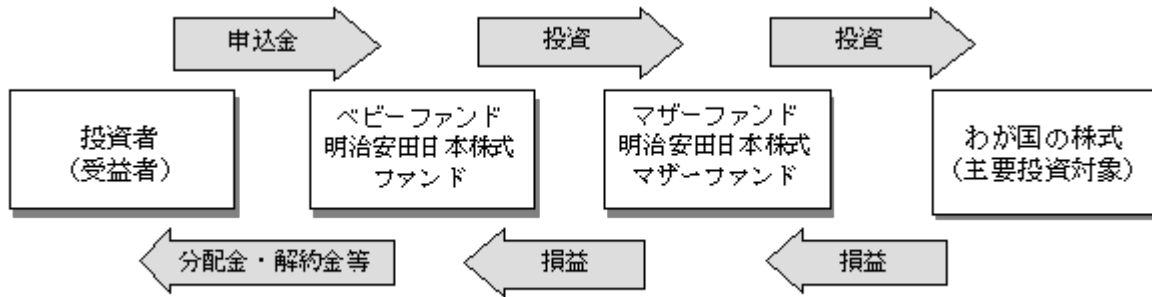 申込金
投資
投資
投資者
(受益者)
ベビーファンド
明治安田日本株式
ファンド
マザーファンド
明治安田日本株式
マザーファンド
わが国の株式
(主要投資対象)
分配金・解約金等
損益
損益